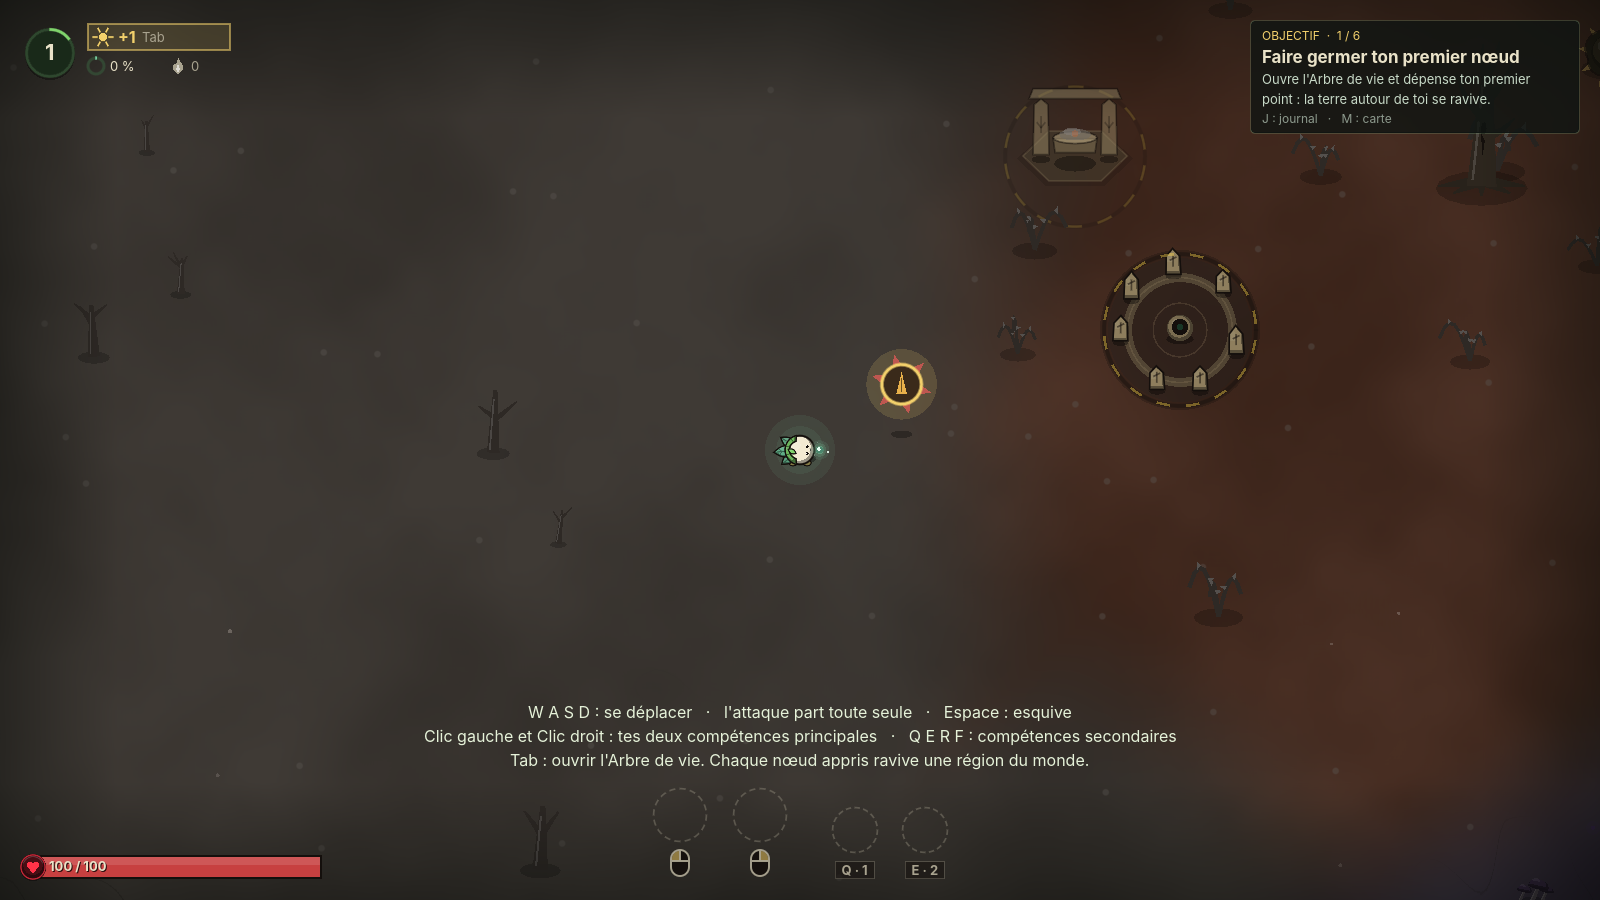 1
+1 Tab
0 %
0
OBJECTIF · 1 / 6
Faire germer ton premier nœud
Ouvre l'Arbre de vie et dépense ton premier
point : la terre autour de toi se ravive.
J : journal · M : carte
W A S D : se déplacer · l'attaque part toute seule · Espace : esquive
Clic gauche et Clic droit : tes deux compétences principales · Q E R F : compétences secondaires
Tab : ouvrir l'Arbre de vie. Chaque nœud appris ravive une région du monde.
100 / 100
Q · 1
E · 2